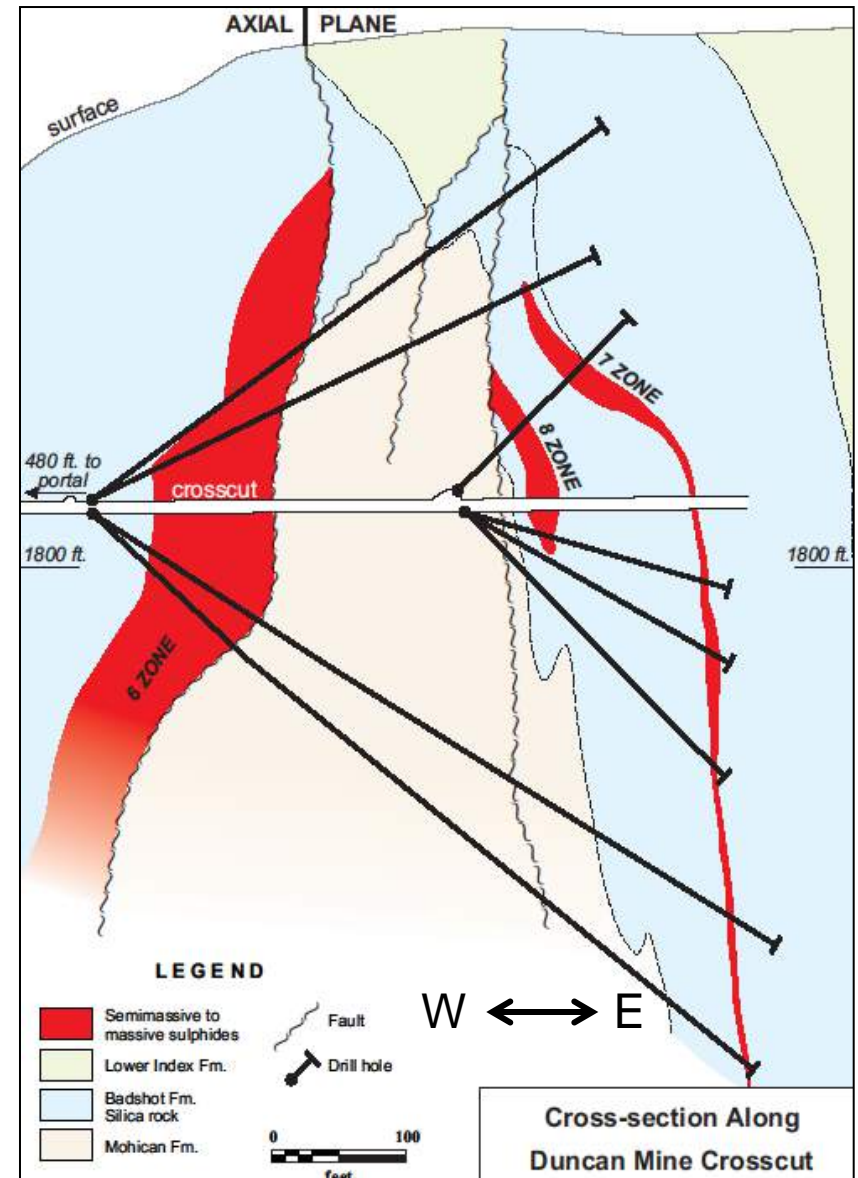 AXIAL PLANE
surface
7 ZONE
8 ZONE
480 ft. to
portal
crosscut
1800 ft.
1800 ft.
6 ZONE
LEGEND
Semimassive to
massive sulphides
Lower Index Fm.
Badshot Fm.
Silica rock
Mohican Fm.
Fault
Drill hole
0 100
feet
W E
Cross-section Along
Duncan Mine Crosscut